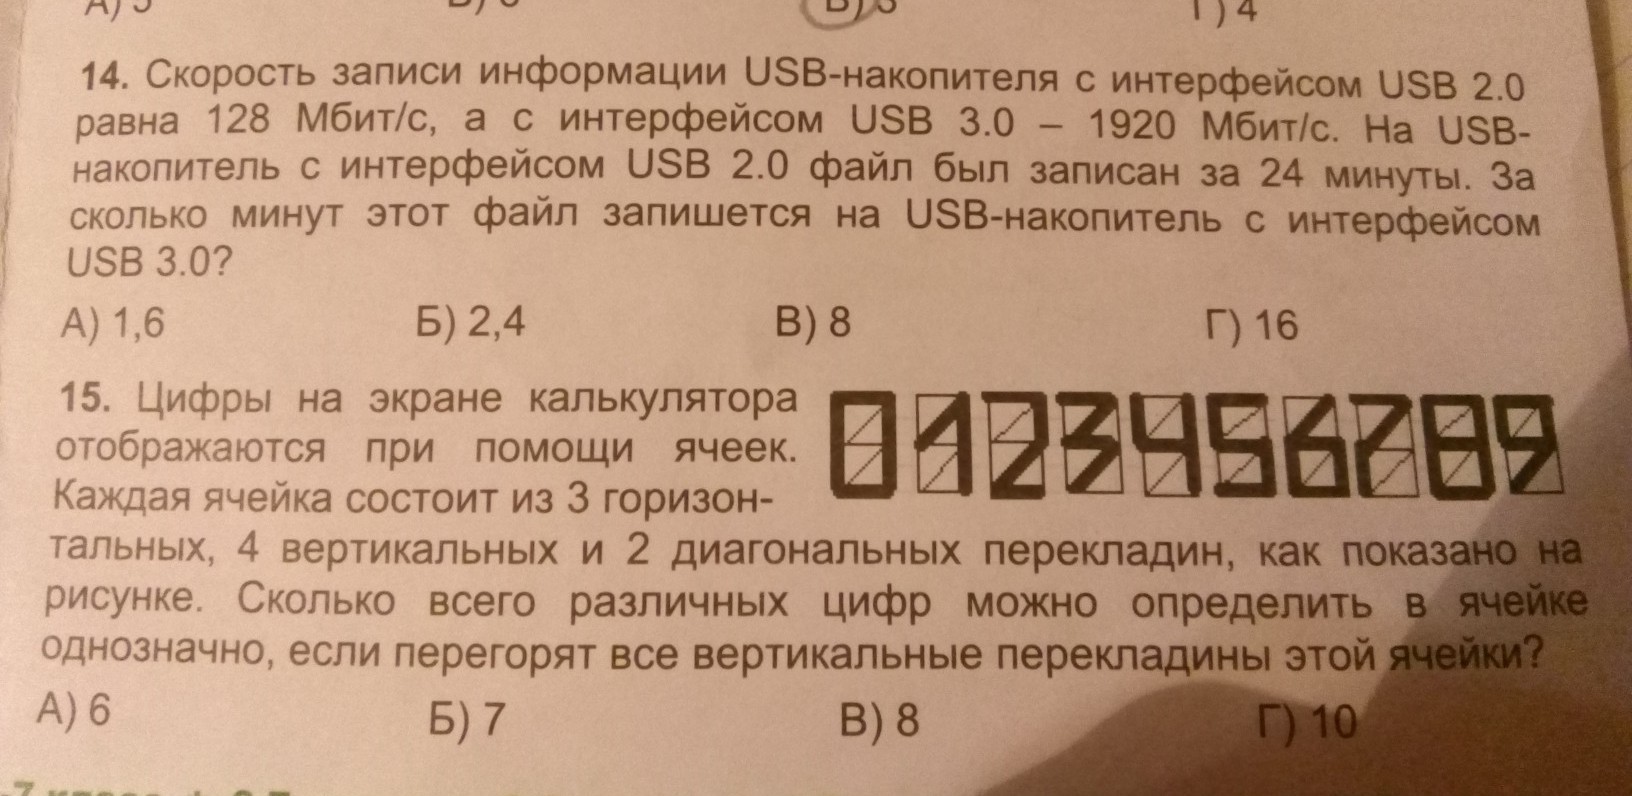 14. Скорость записи информации USB-накопителя с интерфейсом USB 2.0
равна 128 Мбит/с, а с интерфейсом USB 3.0 – 1920 Мбит/с. На USB-
накопитель с интерфейсом USB 2.0 файл был записан за 24 минуты. За
сколько минут этот файл запишется на USB-накопитель с интерфейсом
USB 3.0?
А) 1,6 Б) 2,4 В) 8 Г) 16
15. Цифры на экране калькулятора
отображаются при помощи ячеек.
0123456789
Каждая ячейка состоит из 3 горизон-
тальных, 4 вертикальных и 2 диагональных перекладин, как показано на
рисунке. Сколько всего различных цифр можно определить в ячейке
однозначно, если перегорят все вертикальные перекладины этой ячейки?
А) 6 Б) 7 В) 8 Г) 10